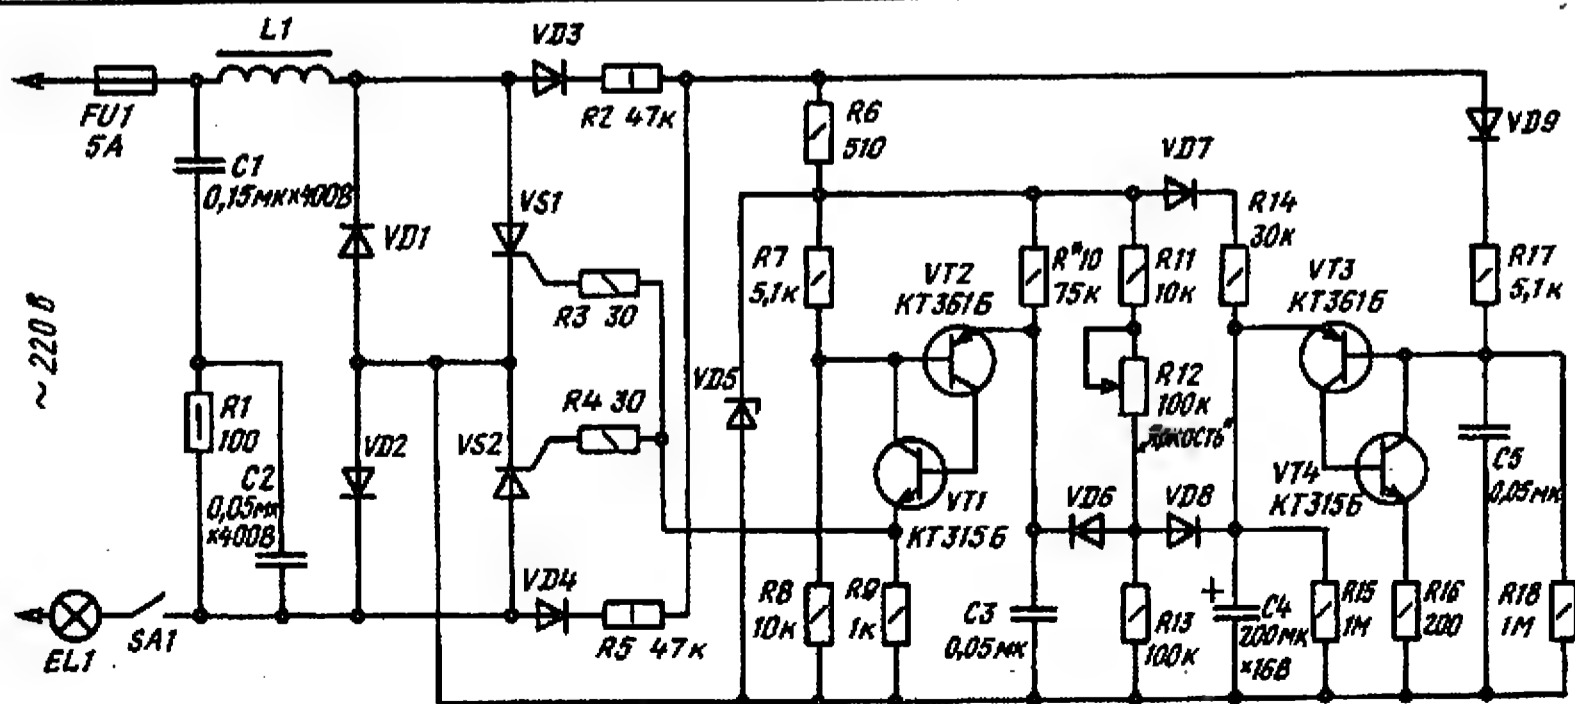 L1
VD3
FU1
5А
R2 47к
R6
510
VD9
C1
0,15мк×400В
VD7
VS1
VD1
R14
30к
R7
5,1к
VT2
КТ361Б
R*10
75к
R11
10к
VT3
КТ361Б
R17
5,1к
R3 30
~220В
VD5
R12
100к
„Яркость"
R1
100
R4 30
VD2
VS2
C2
0,05мк
×400В
VT4
КТ315Б
C5
0,05мк
VT1
КТ315Б
VD6
VD8
VD4
R8
10к
R9
1к
C3
0,05мк
R13
100к
+
C4
200мк
×16В
R15
1М
R16
200
R18
1М
EL1
SA1
R5 47к